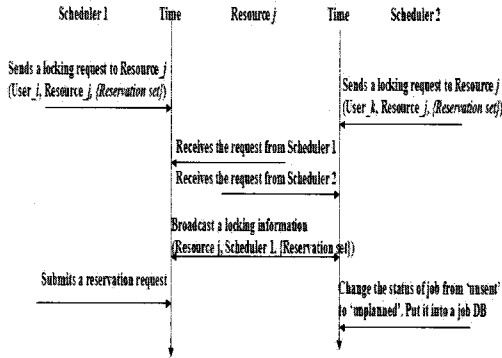 Scheduler 1 Time Resource j Time Scheduler 2
Sends a locking request to Resource j
(User_i, Resource_j, {Reservation set})
Sends a locking request to Resource j
(User_k, Resource_j, {Reservation set})
Receives the request from Scheduler 1
Receives the request from Scheduler 2
Broadcast a locking information
(Resource j, Scheduler 1, {Reservation set})
Submits a reservation request
Change the status of job from 'unsent'
to 'unplanned'. Put it into a job DB